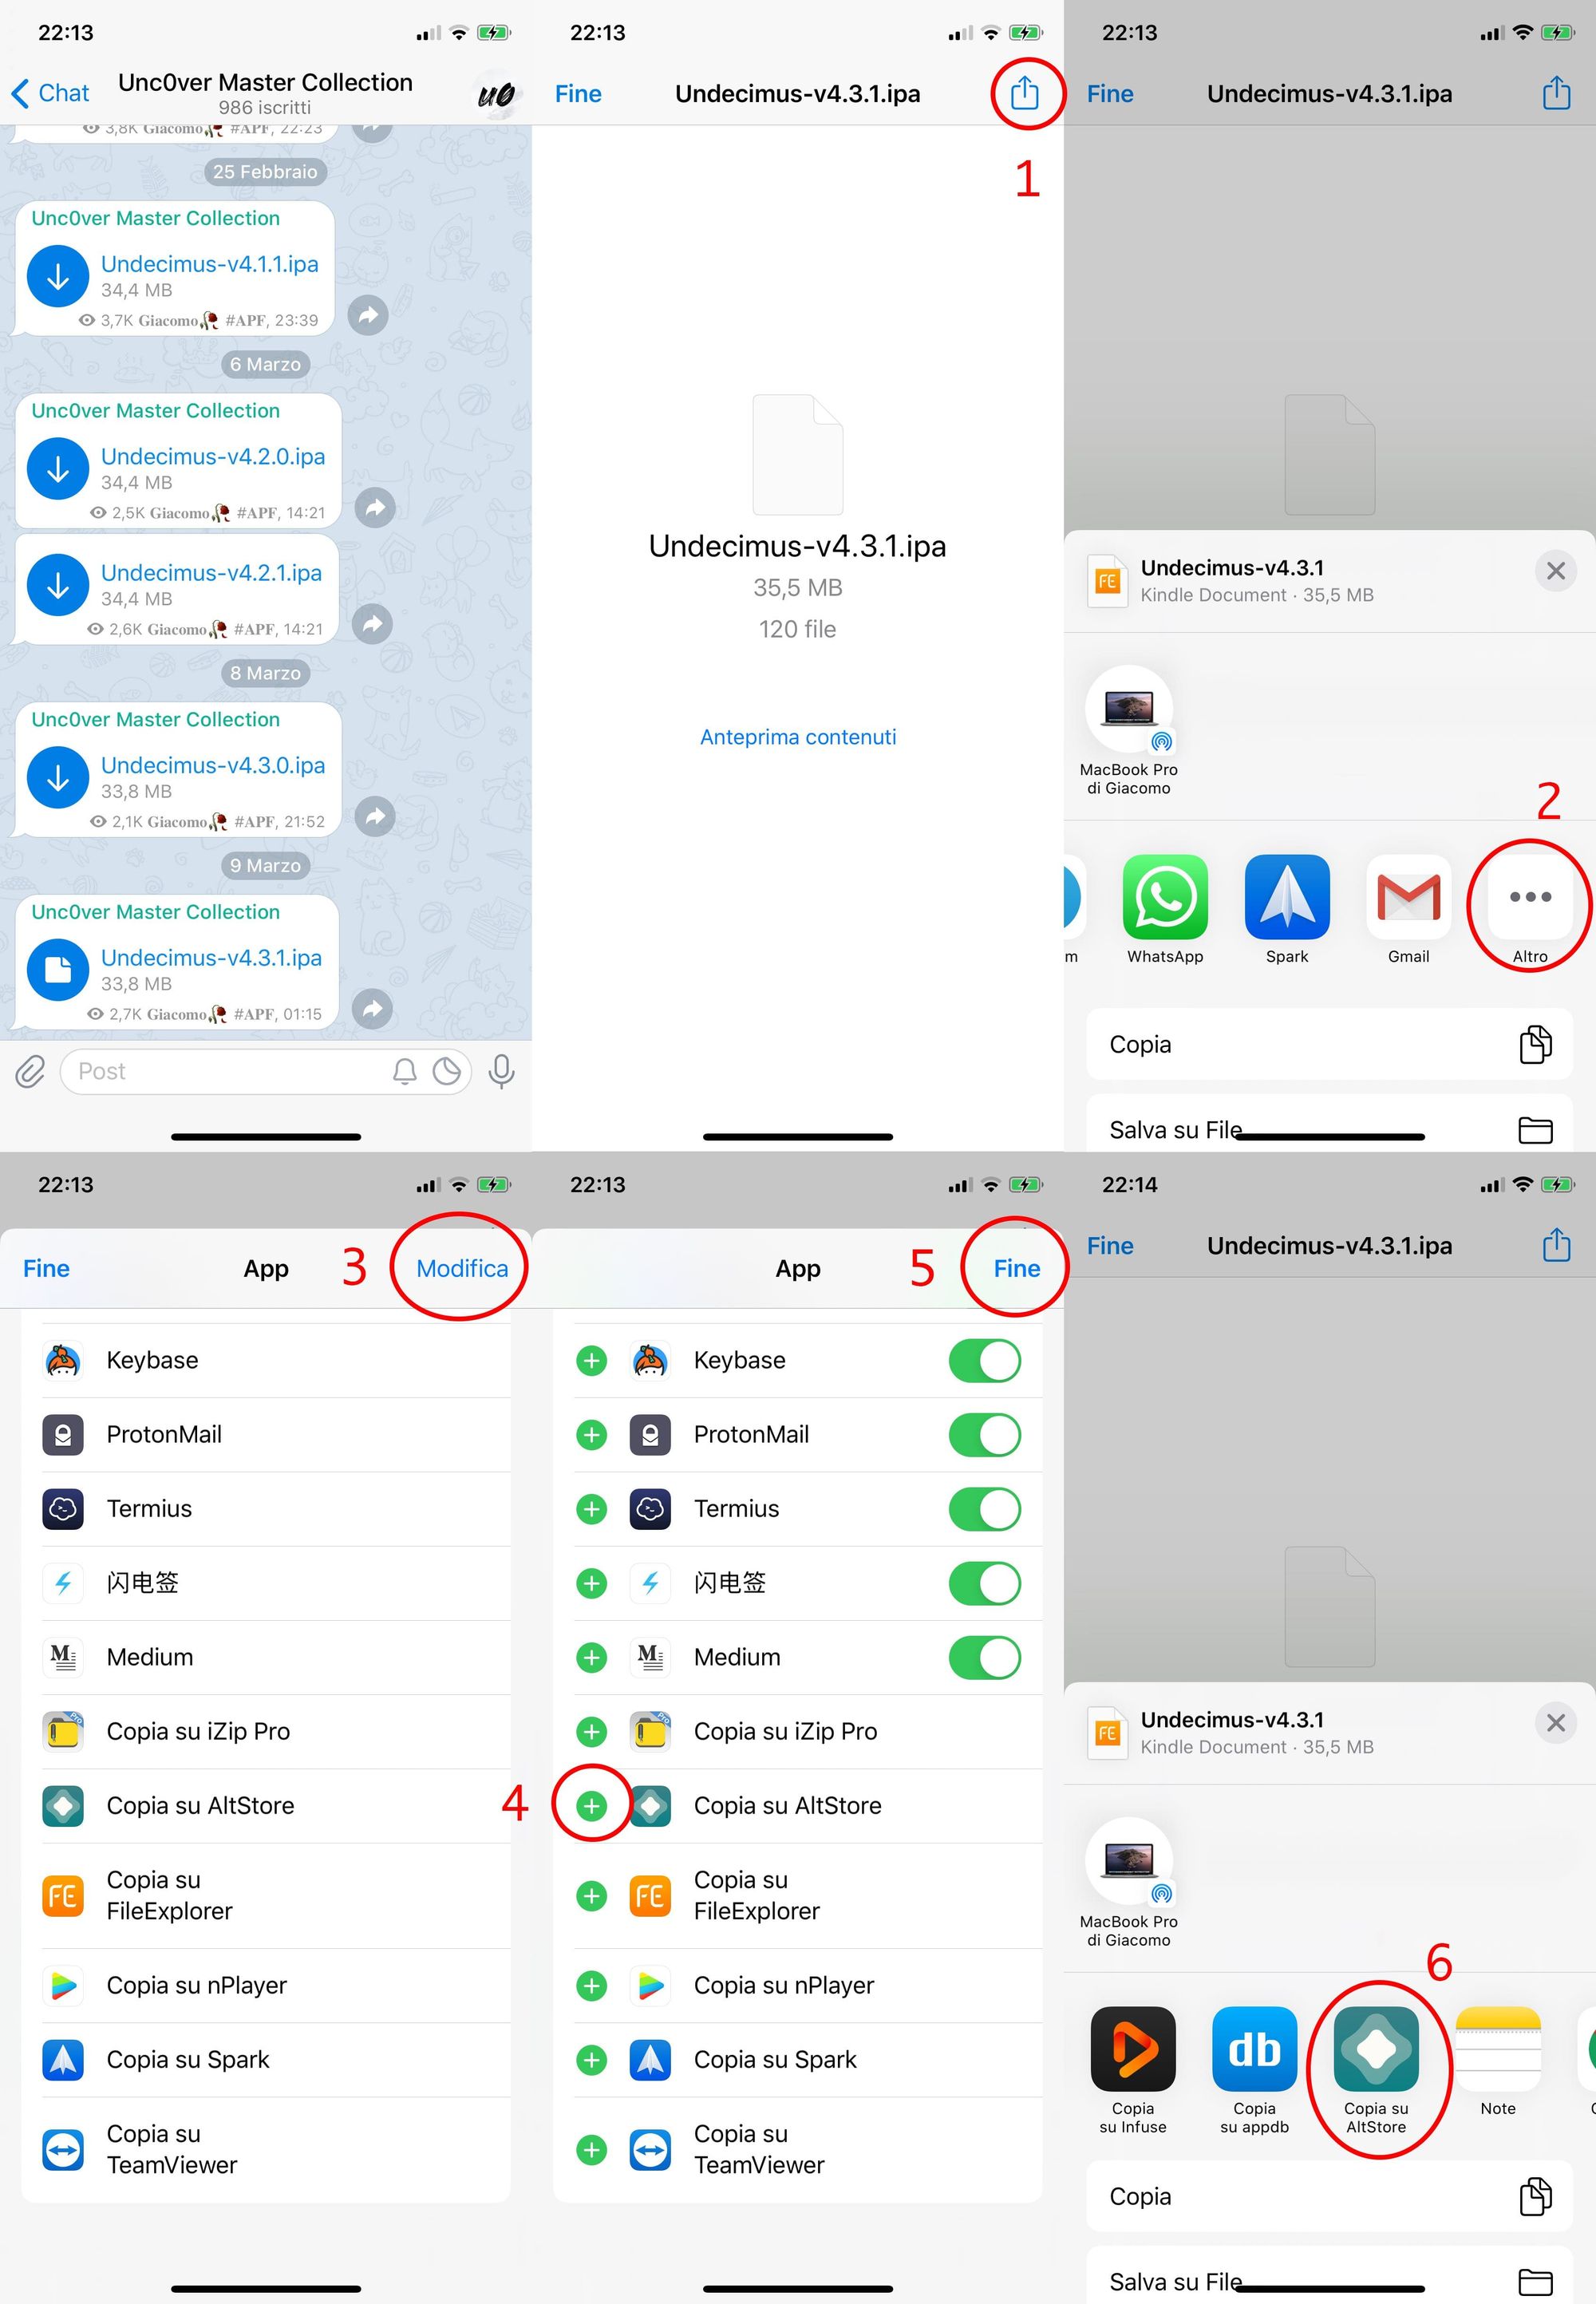 22:13
Chat
Unc0ver Master Collection
986 iscritti
3,8K Giacomo🥀 #APF, 22:23
25 Febbraio
Unc0ver Master Collection
Undecimus-v4.1.1.ipa
34,4 MB
3,7K Giacomo🥀 #APF, 23:39
6 Marzo
Unc0ver Master Collection
Undecimus-v4.2.0.ipa
34,4 MB
2,5K Giacomo🥀 #APF, 14:21
Undecimus-v4.2.1.ipa
34,4 MB
2,6K Giacomo🥀 #APF, 14:21
8 Marzo
Unc0ver Master Collection
Undecimus-v4.3.0.ipa
33,8 MB
2,1K Giacomo🥀 #APF, 21:52
9 Marzo
Unc0ver Master Collection
Undecimus-v4.3.1.ipa
33,8 MB
2,7K Giacomo🥀 #APF, 01:15
Post
22:13
Fine
Undecimus-v4.3.1.ipa
1
Undecimus-v4.3.1.ipa
35,5 MB
120 file
Anteprima contenuti
22:13
Fine
Undecimus-v4.3.1.ipa
FE
Undecimus-v4.3.1
Kindle Document · 35,5 MB
MacBook Pro
di Giacomo
2
m
WhatsApp
Spark
Gmail
Altro
Copia
Salva su File
22:13
Fine
App
3
Modifica
Keybase
ProtonMail
Termius
闪电签
Medium
Copia su iZip Pro
Copia su AltStore
Copia su
FileExplorer
Copia su nPlayer
Copia su Spark
Copia su
TeamViewer
22:13
App
5
Fine
Keybase
ProtonMail
Termius
闪电签
Medium
Copia su iZip Pro
4
Copia su AltStore
Copia su
FileExplorer
Copia su nPlayer
Copia su Spark
Copia su
TeamViewer
22:14
Fine
Undecimus-v4.3.1.ipa
FE
Undecimus-v4.3.1
Kindle Document · 35,5 MB
MacBook Pro
di Giacomo
6
db
Copia
su Infuse
Copia
su appdb
Copia su
AltStore
Note
Copia
Salva su File